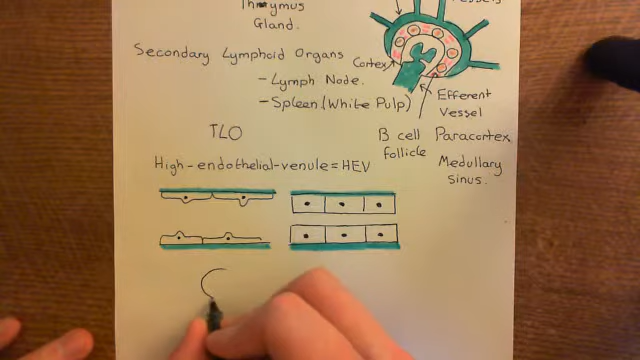 Thymus
Gland.
Secondary Lymphoid Organs
- Lymph Node.
- Spleen (White Pulp)
Cortex
Efferent
Vessel
B cell
follicle
Paracortex
Medullary
Sinus.
TLO
High-endothelial-venule = HEV